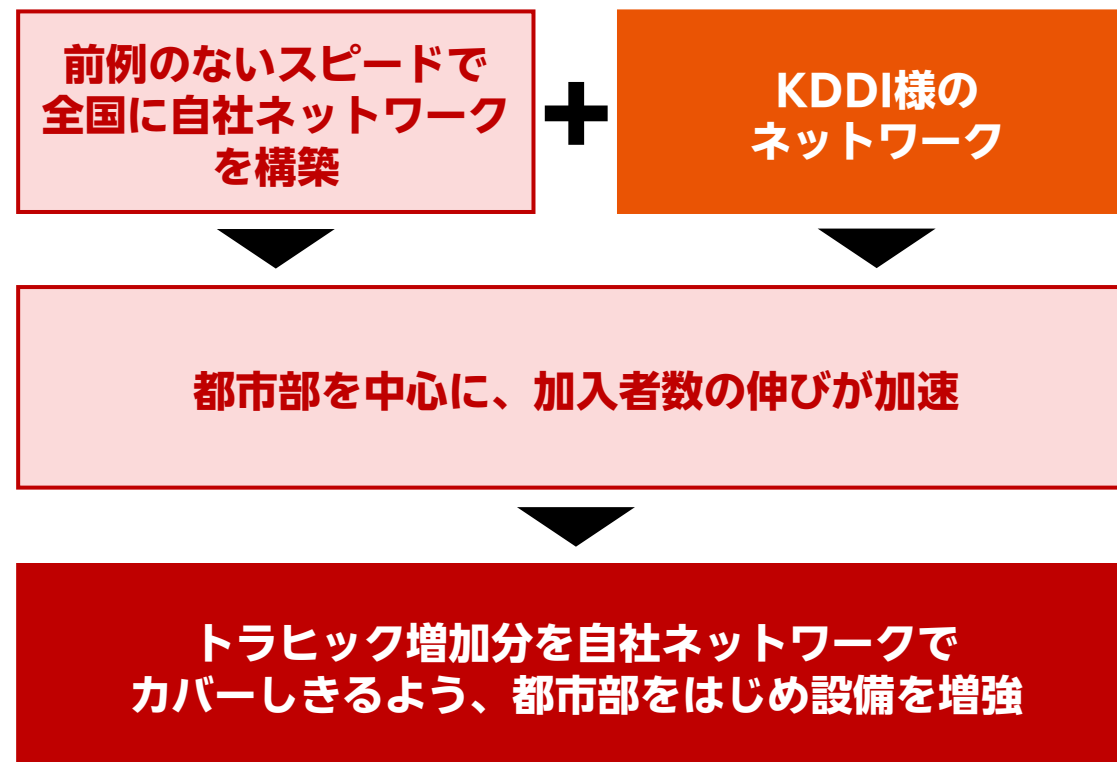 前例のないスピードで
全国に自社ネットワーク
を構築
+
KDDI様の
ネットワーク
都市部を中心に、加入者数の伸びが加速
トラヒック増加分を自社ネットワークで
カバーしきるよう、都市部をはじめ設備を増強